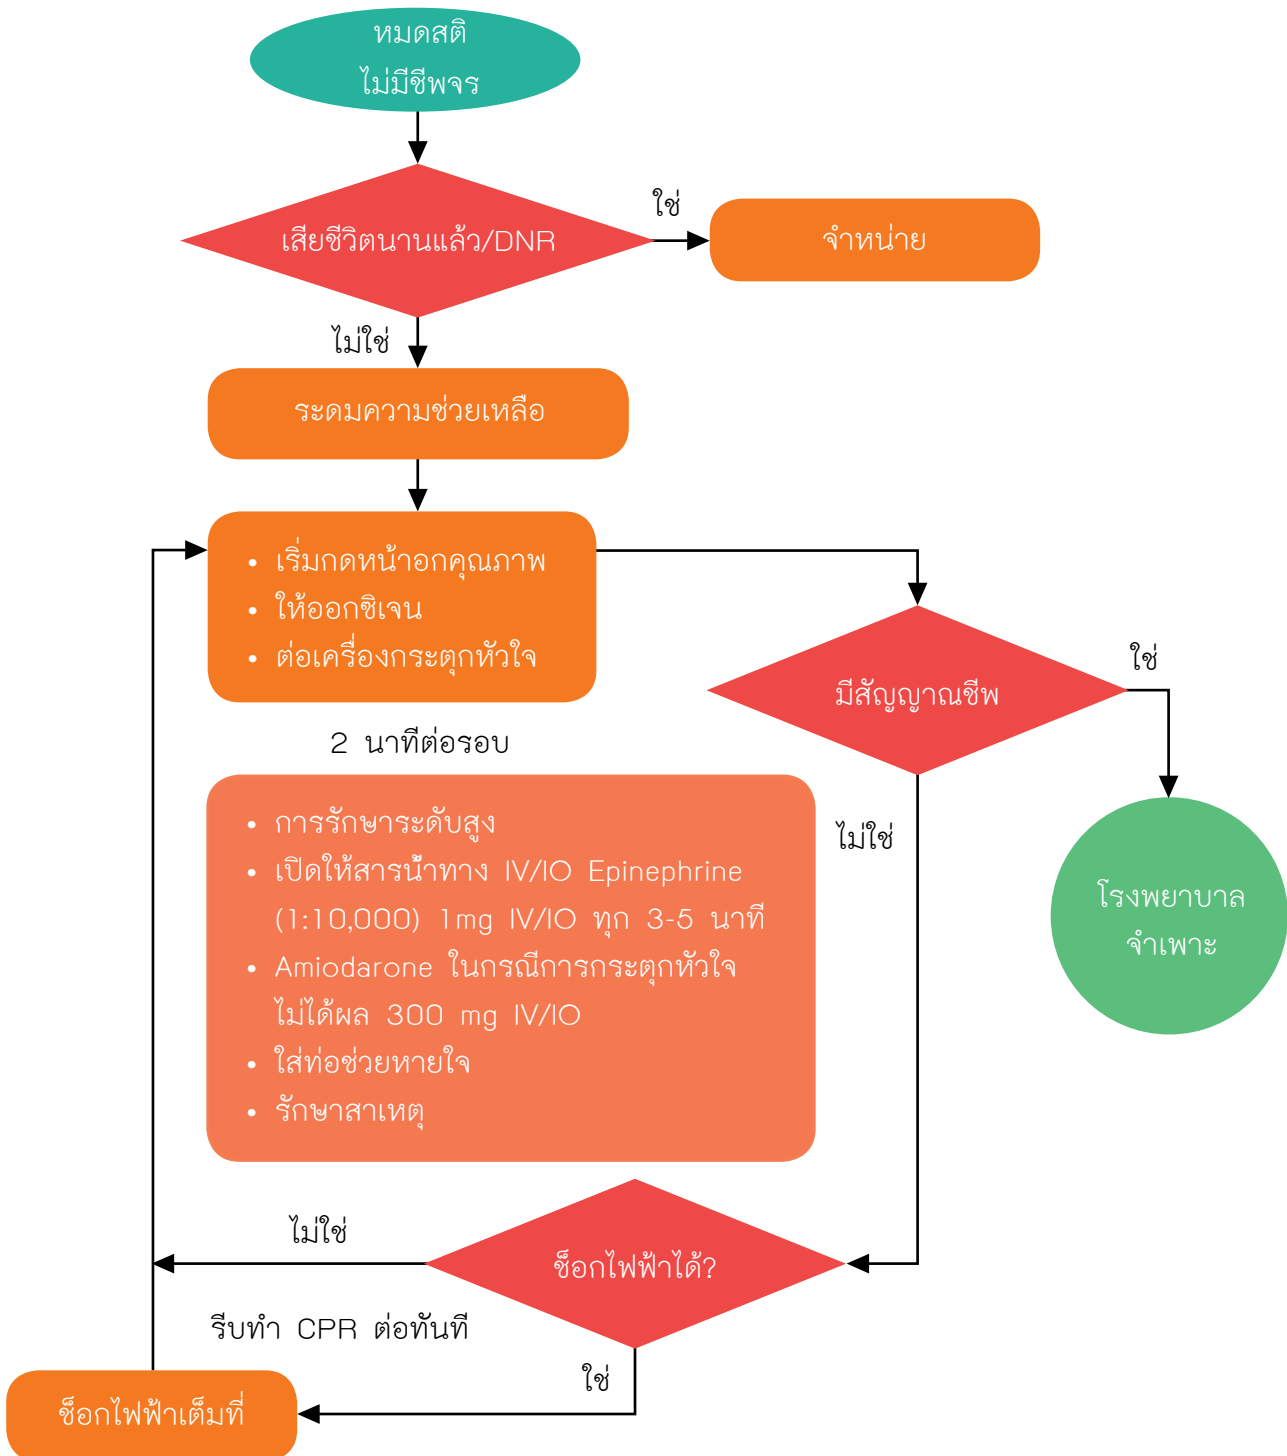 หมดสติ
ไม่มีชีพจร
เสียชีวิตนานแล้ว/DNR
ใช่
จำหน่าย
ไม่ใช่
ระดมความช่วยเหลือ
• เริ่มกดหน้าอกคุณภาพ
• ให้ออกซิเจน
• ต่อเครื่องกระตุกหัวใจ
มีสัญญาณชีพ
ใช่
2 นาทีต่อรอบ
• การรักษาระดับสูง
• เปิดให้สารน้ำทาง IV/IO Epinephrine
(1:10,000) 1mg IV/IO ทุก 3-5 นาที
• Amiodarone ในกรณีการกระตุกหัวใจ
ไม่ได้ผล 300 mg IV/IO
• ใส่ท่อช่วยหายใจ
• รักษาสาเหตุ
ไม่ใช่
โรงพยาบาล
จำเพาะ
ช็อกไฟฟ้าได้?
ไม่ใช่
รีบทำ CPR ต่อทันที
ใช่
ช็อกไฟฟ้าเต็มที่